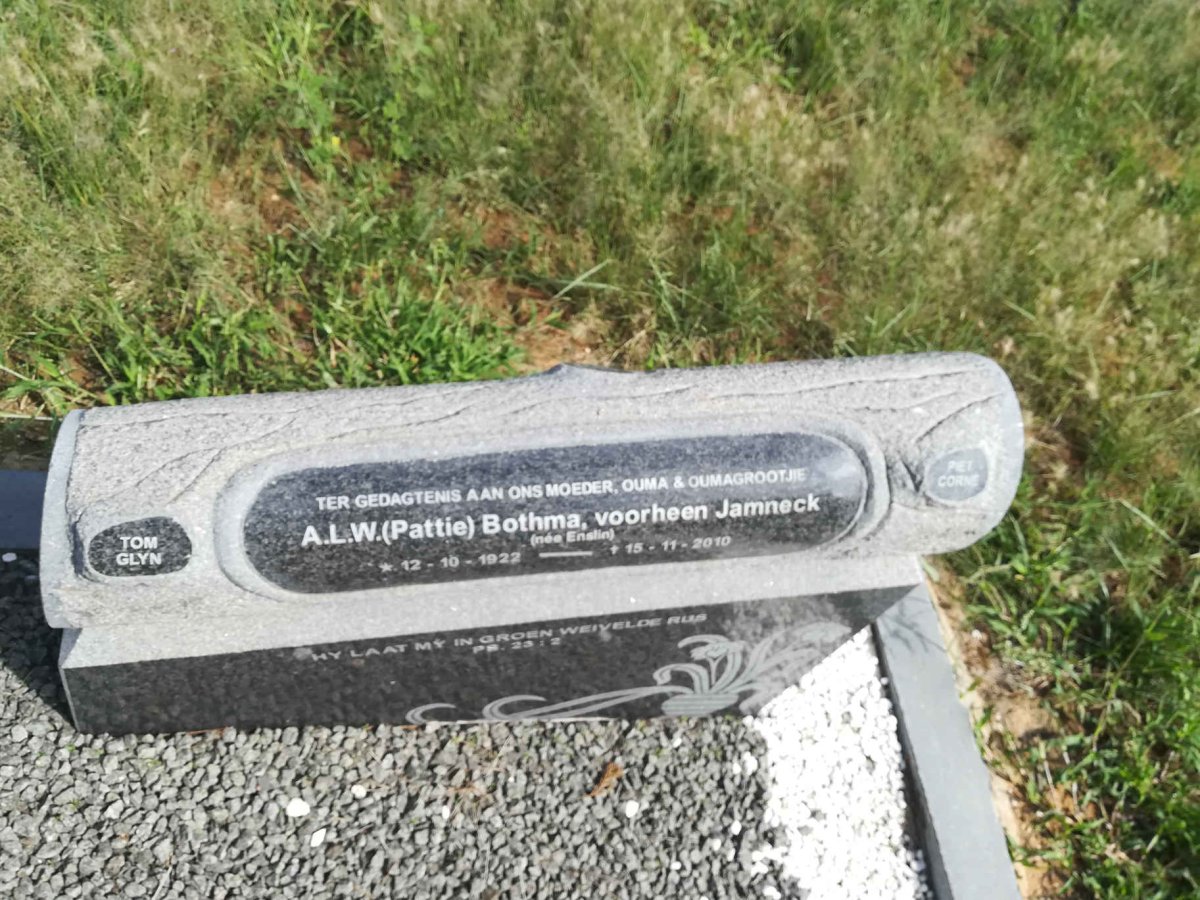 TER GEDAGTENIS AAN ONS MOEDER, OUMA & OUMAGROOTJIE
A.L.W.(Pattie) Bothma, voorheen Jamneck
(née Enslin)
* 12 - 10 - 1922 —— † 15 - 11 - 2010
TOM
GLYN
PIET
CORNÉ
HY LAAT MY IN GROEN WEIVELDE RUS
PS. 23 : 2